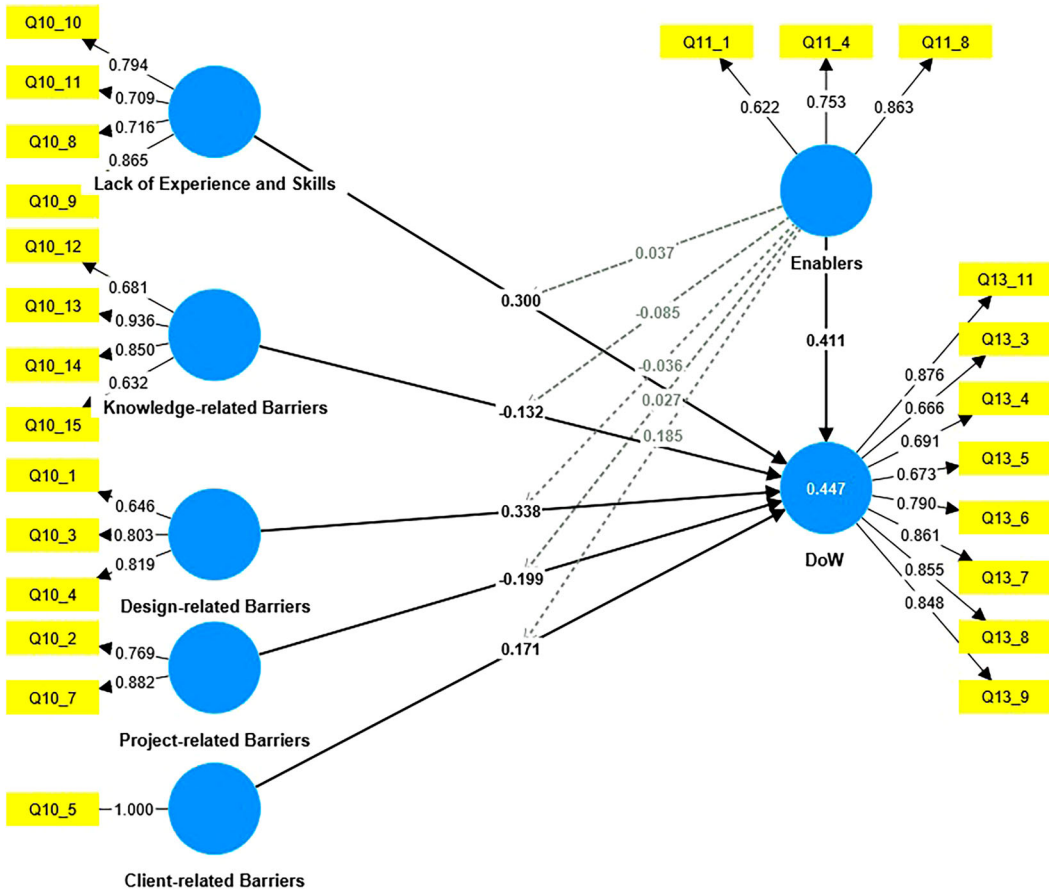 Q10_10
0.794
Q10_11
0.709
Q10_8
0.716
0.865
Lack of Experience and Skills
Q10_9
Q10_12
0.681
Q10_13
0.936
Q10_14
0.850
0.632
Knowledge-related Barriers
Q10_15
Q10_1
0.646
Q10_3
0.803
0.819
Q10_4
Design-related Barriers
Q10_2
0.769
0.882
Q10_7
Project-related Barriers
Q10_5
1.000
Client-related Barriers
Q11_1
Q11_4
Q11_8
0.622
0.753
0.863
Enablers
0.037
0.300
-0.085
0.411
-0.036
-0.132
0.027
0.185
0.338
-0.199
0.171
0.447
DoW
Q13_11
Q13_3
0.876
Q13_4
0.666
0.691
Q13_5
0.673
0.790
Q13_6
0.861
0.855
Q13_7
0.848
Q13_8
Q13_9